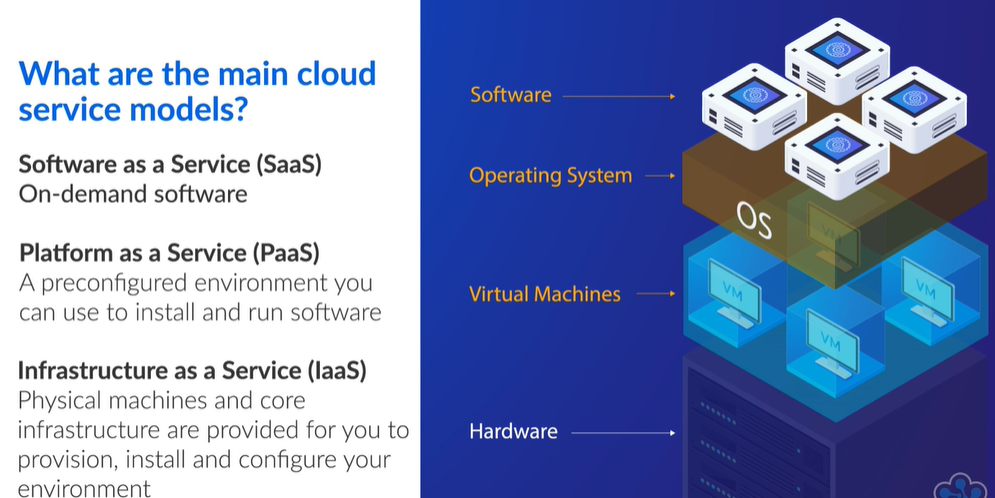 What are the main cloud
service models?
Software as a Service (SaaS)
On-demand software
Platform as a Service (PaaS)
A preconfigured environment you
can use to install and run software
Infrastructure as a Service (IaaS)
Physical machines and core
infrastructure are provided for you to
provision, install and configure your
environment
Software
Operating System
OS
Virtual Machines
VM
VM
VM
VM
Hardware